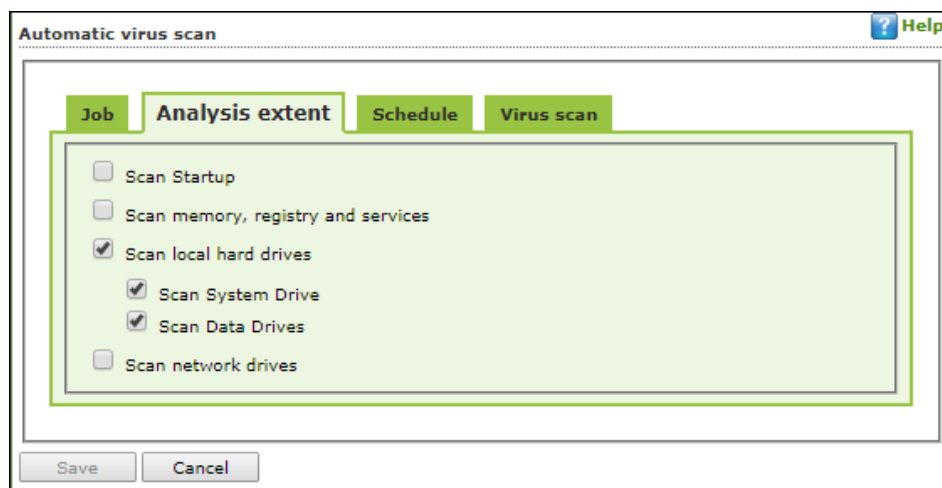 Automatic virus scan
? Help
Job Analysis extent Schedule Virus scan
Scan Startup
Scan memory, registry and services
Scan local hard drives
Scan System Drive
Scan Data Drives
Scan network drives
Save Cancel